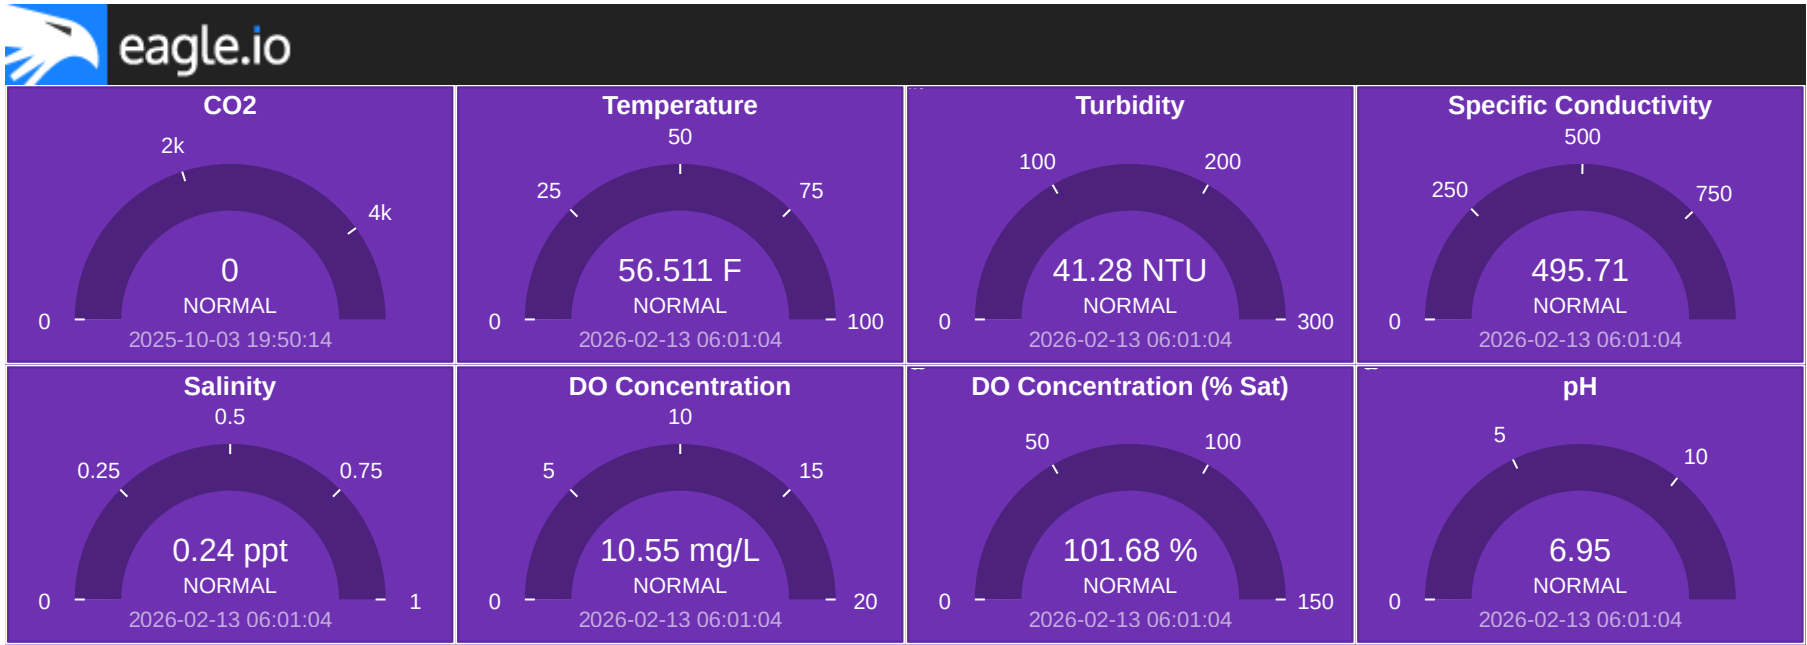 eagle.io
CO2
2k
4k
0
0
NORMAL
2025-10-03 19:50:14
Temperature
50
25
75
56.511 F
NORMAL
0
100
2026-02-13 06:01:04
Turbidity
100
200
41.28 NTU
NORMAL
0
300
2026-02-13 06:01:04
Specific Conductivity
500
250
750
495.71
NORMAL
0
2026-02-13 06:01:04
Salinity
0.5
0.25
0.75
0.24 ppt
NORMAL
0
1
2026-02-13 06:01:04
DO Concentration
10
5
15
10.55 mg/L
NORMAL
0
20
2026-02-13 06:01:04
DO Concentration (% Sat)
50
100
101.68 %
NORMAL
0
150
2026-02-13 06:01:04
pH
5
10
6.95
NORMAL
0
2026-02-13 06:01:04